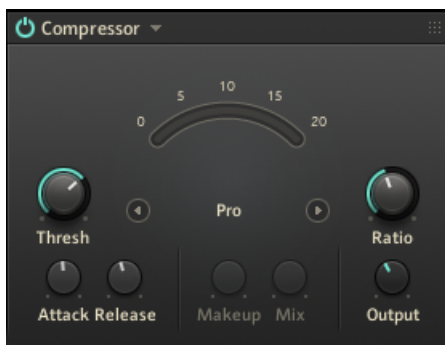 Compressor
0 5 10 15 20
Pro
Thresh Ratio
Attack Release Makeup Mix Output